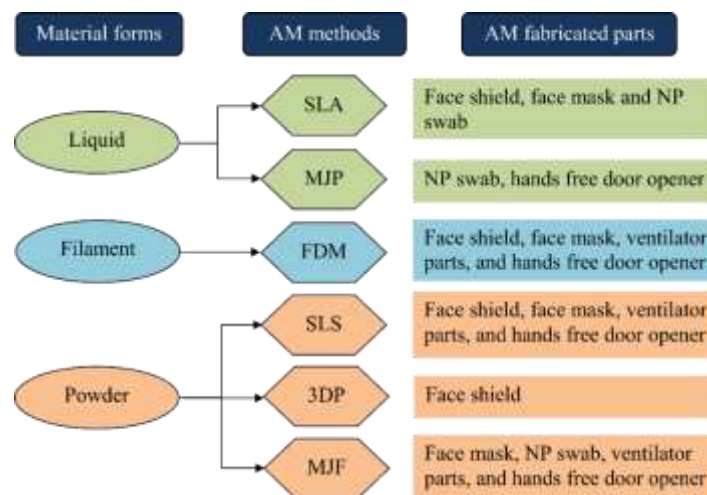 Material forms
AM methods
AM fabricated parts
Liquid
SLA
Face shield, face mask and NP
swab
MJP
NP swab, hands free door opener
Filament
FDM
Face shield, face mask, ventilator
parts, and hands free door opener
Powder
SLS
Face shield, face mask, ventilator
parts, and hands free door opener
3DP
Face shield
MJF
Face mask, NP swab, ventilator
parts, and hands free door opener